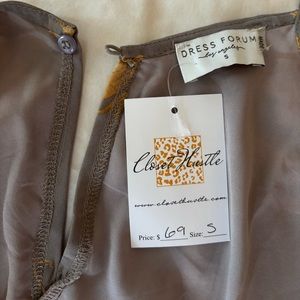 DRESS FORUM
Los Angeles
S
Closet Hustle
www.closethustle.com
Price: $ 69 Size: S